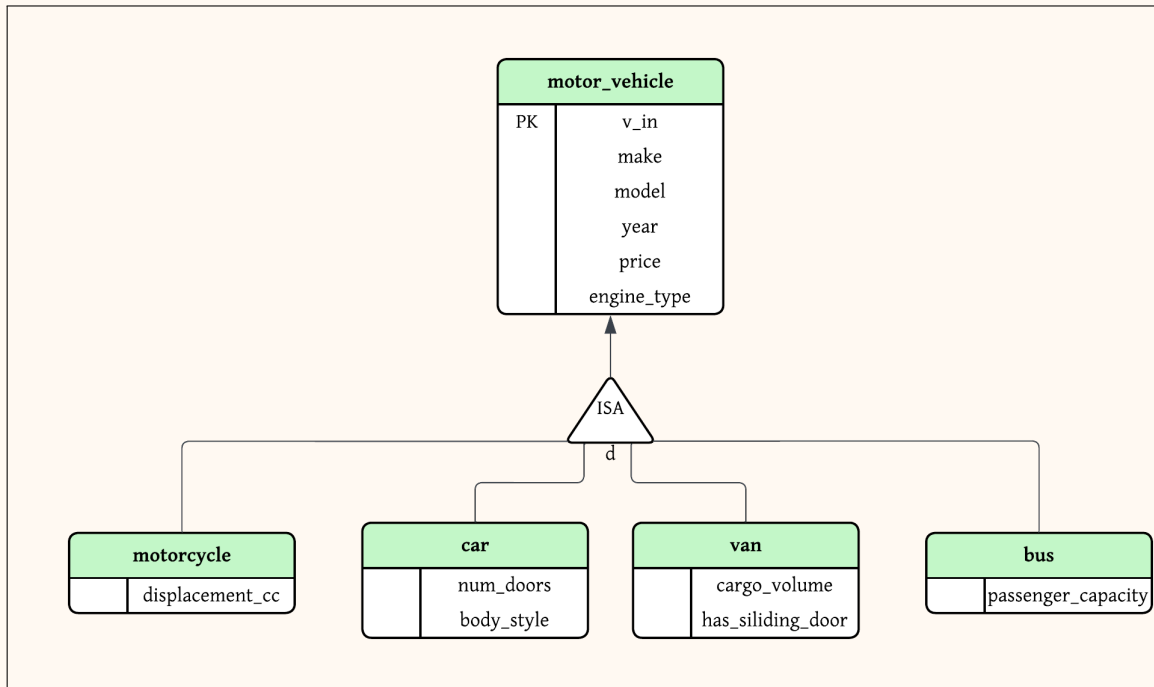 motor_vehicle
PK v_in
make
model
year
price
engine_type
ISA
d
motorcycle
displacement_cc
car
num_doors
body_style
van
cargo_volume
has_siliding_door
bus
passenger_capacity